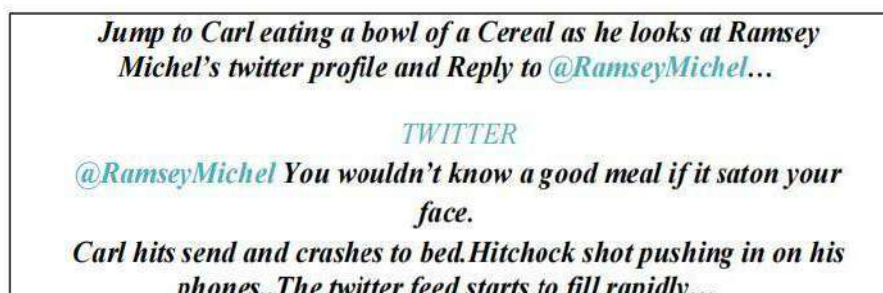 Jump to Carl eating a bowl of a Cereal as he looks at Ramsey
Michel’s twitter profile and Reply to @RamseyMichel…
TWITTER
@RamseyMichel You wouldn’t know a good meal if it saton your
face.
Carl hits send and crashes to bed.Hitchock shot pushing in on his
phones..The twitter feed starts to fill rapidly…